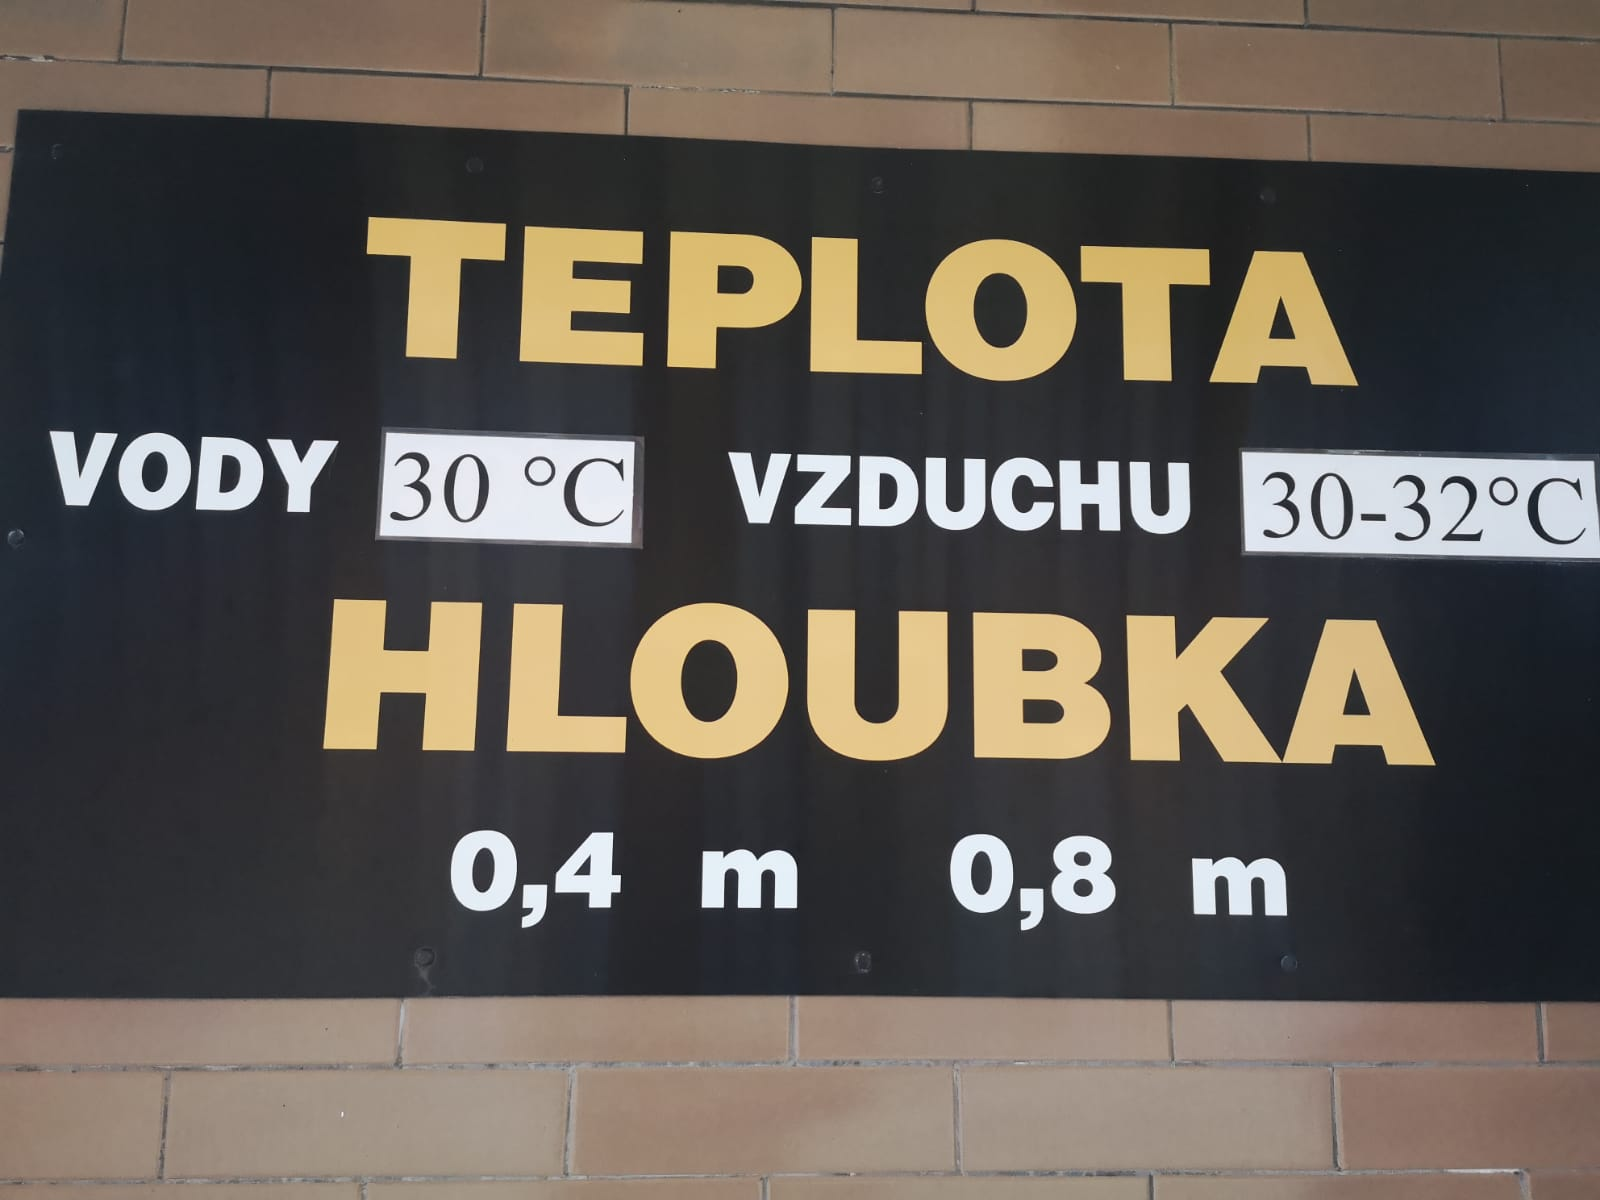 TEPLOTA
VODY 30 °C VZDUCHU 30-32°C
HLOUBKA
0,4 m 0,8 m